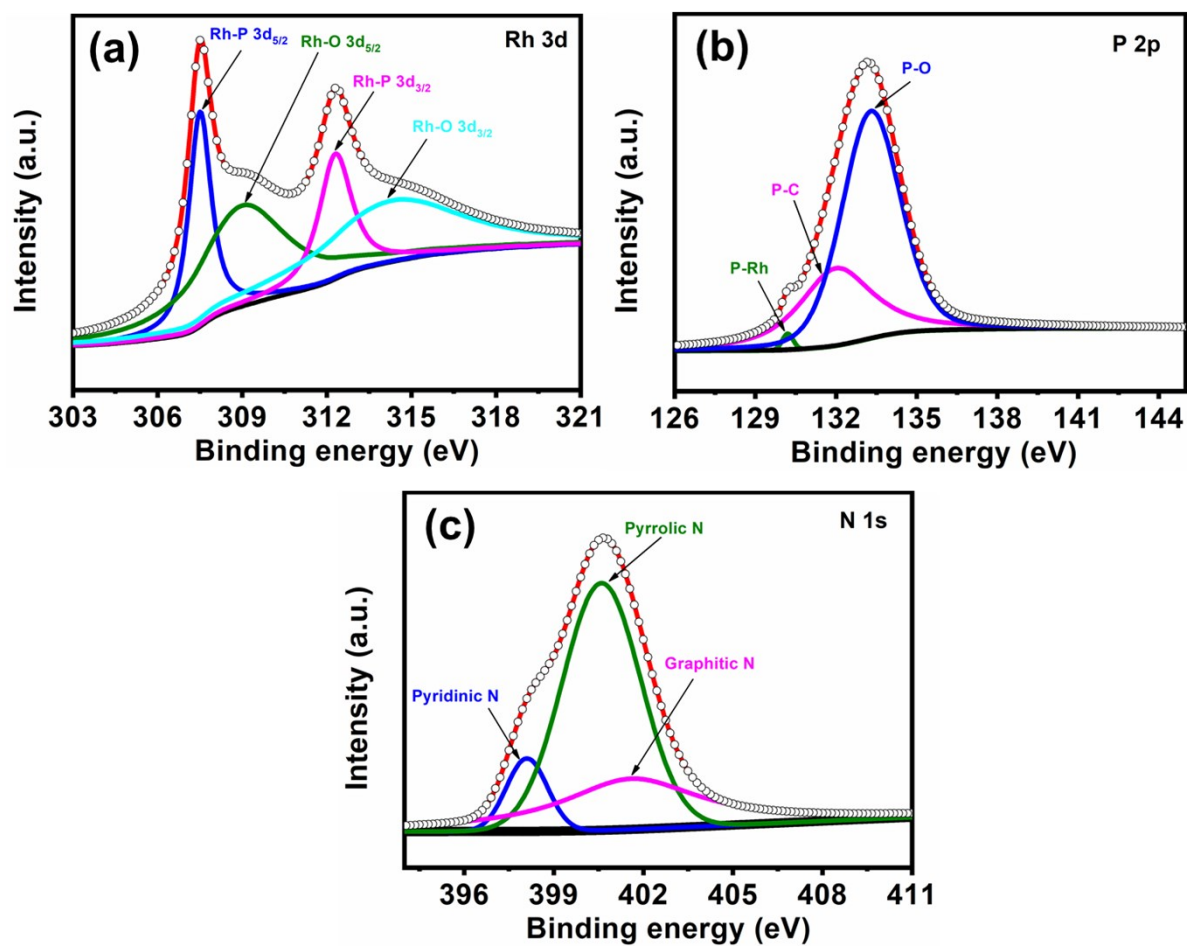 (a)
Rh 3d
Rh-P 3d5/2
Rh-O 3d5/2
Rh-P 3d3/2
Rh-O 3d3/2
Intensity (a.u.)
303 306 309 312 315 318 321
Binding energy (eV)
(b)
P 2p
P-O
P-C
P-Rh
Intensity (a.u.)
126 129 132 135 138 141 144
Binding energy (eV)
(c)
N 1s
Pyrrolic N
Graphitic N
Pyridinic N
Intensity (a.u.)
396 399 402 405 408 411
Binding energy (eV)